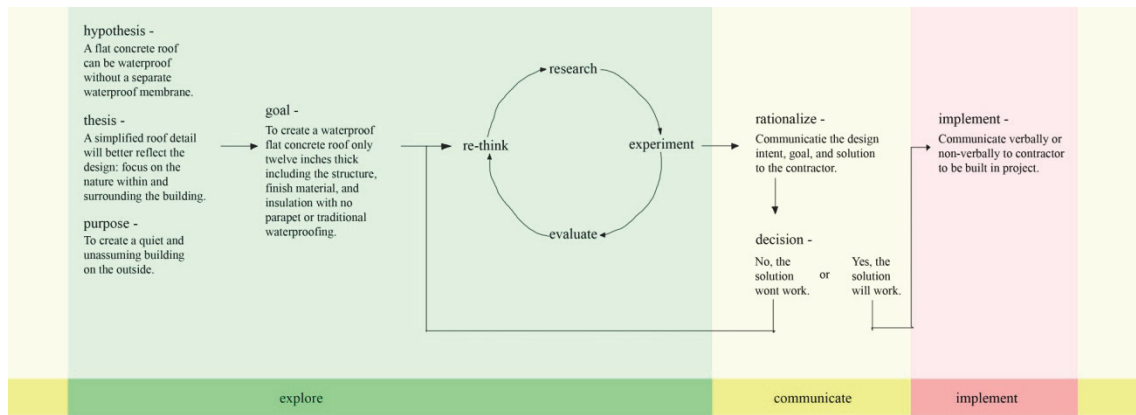 hypothesis -
A flat concrete roof
can be waterproof
without a separate
waterproof membrane.
thesis -
A simplified roof detail
will better reflect the
design: focus on the
nature within and
surrounding the building.
purpose -
To create a quiet and
unassuming building
on the outside.
goal -
To create a waterproof
flat concrete roof only
twelve inches thick
including the structure,
finish material, and
insulation with no
parapet or traditional
waterproofing.
research
re-think
experiment
evaluate
rationalize -
Communicatie the design
intent, goal, and solution
to the contractor.
decision -
No, the
solution
wont work.
or
Yes, the
solution
will work.
implement -
Communicate verbally or
non-verbally to contractor
to be built in project.
explore
communicate
implement